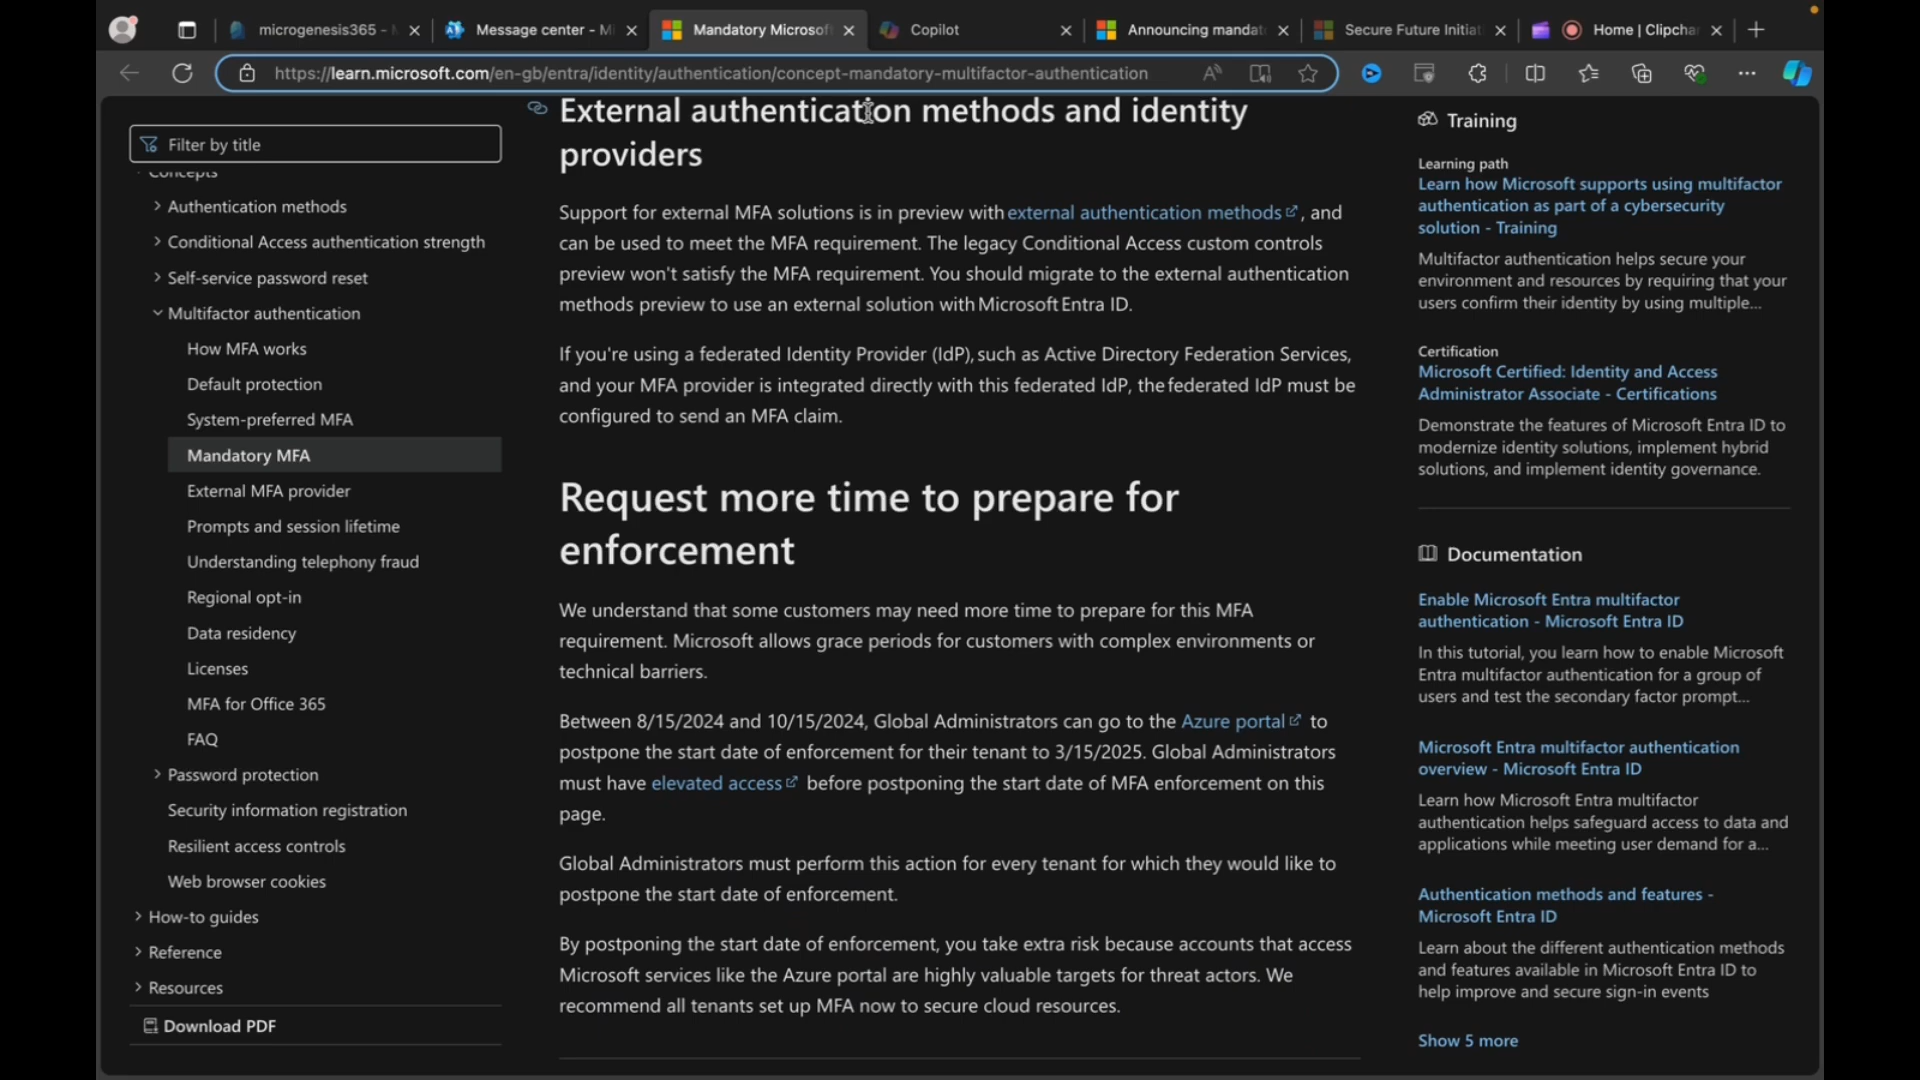 microgenesis365 -
Message center - Mi
Mandatory Microsof
Copilot
Announcing mandat
Secure Future Initiat
Home | Clipchar
https://learn.microsoft.com/en-gb/entra/identity/authentication/concept-mandatory-multifactor-authentication
Filter by title
Concepts
Authentication methods
Conditional Access authentication strength
Self-service password reset
Multifactor authentication
How MFA works
Default protection
System-preferred MFA
Mandatory MFA
External MFA provider
Prompts and session lifetime
Understanding telephony fraud
Regional opt-in
Data residency
Licenses
MFA for Office 365
FAQ
Password protection
Security information registration
Resilient access controls
Web browser cookies
How-to guides
Reference
Resources
Download PDF
External authentication methods and identity
providers
Support for external MFA solutions is in preview with external authentication methods, and
can be used to meet the MFA requirement. The legacy Conditional Access custom controls
preview won't satisfy the MFA requirement. You should migrate to the external authentication
methods preview to use an external solution with Microsoft Entra ID.
If you're using a federated Identity Provider (IdP), such as Active Directory Federation Services,
and your MFA provider is integrated directly with this federated IdP, the federated IdP must be
configured to send an MFA claim.
Request more time to prepare for
enforcement
We understand that some customers may need more time to prepare for this MFA
requirement. Microsoft allows grace periods for customers with complex environments or
technical barriers.
Between 8/15/2024 and 10/15/2024, Global Administrators can go to the Azure portal to
postpone the start date of enforcement for their tenant to 3/15/2025. Global Administrators
must have elevated access before postponing the start date of MFA enforcement on this
page.
Global Administrators must perform this action for every tenant for which they would like to
postpone the start date of enforcement.
By postponing the start date of enforcement, you take extra risk because accounts that access
Microsoft services like the Azure portal are highly valuable targets for threat actors. We
recommend all tenants set up MFA now to secure cloud resources.
Training
Learning path
Learn how Microsoft supports using multifactor
authentication as part of a cybersecurity
solution - Training
Multifactor authentication helps secure your
environment and resources by requiring that your
users confirm their identity by using multiple...
Certification
Microsoft Certified: Identity and Access
Administrator Associate - Certifications
Demonstrate the features of Microsoft Entra ID to
modernize identity solutions, implement hybrid
solutions, and implement identity governance.
Documentation
Enable Microsoft Entra multifactor
authentication - Microsoft Entra ID
In this tutorial, you learn how to enable Microsoft
Entra multifactor authentication for a group of
users and test the secondary factor prompt...
Microsoft Entra multifactor authentication
overview - Microsoft Entra ID
Learn how Microsoft Entra multifactor
authentication helps safeguard access to data and
applications while meeting user demand for a...
Authentication methods and features -
Microsoft Entra ID
Learn about the different authentication methods
and features available in Microsoft Entra ID to
help improve and secure sign-in events
Show 5 more